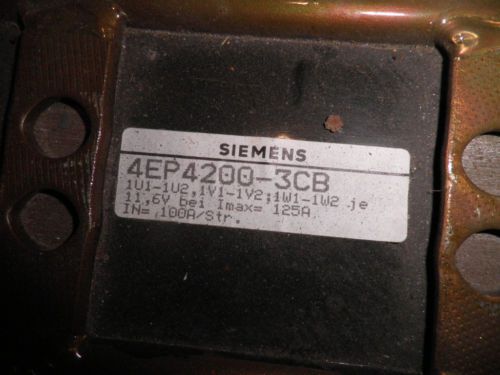 SIEMENS
4EP4200-3CB
1U1-1U2;1V1-1V2;1W1-1W2 je
11,6V bei Imax= 125A
IN= 100A/Str.